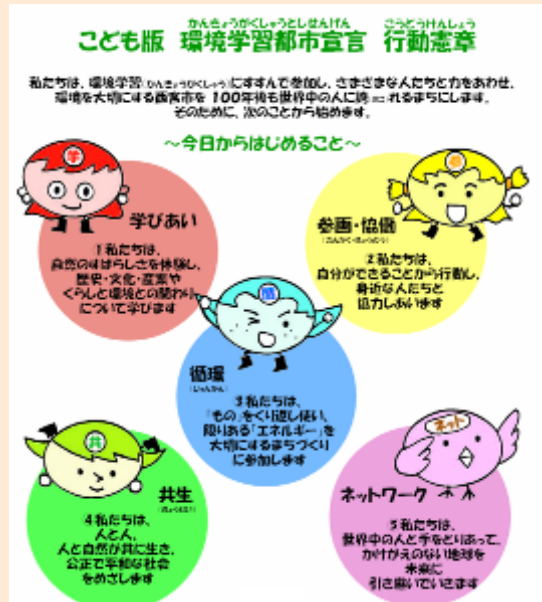 かんきょうがくしゅうとしせんげん こうどうけんしょう
こども版 環境学習都市宣言 行動憲章
私たちは、環境学習(かんきょうがくしゅう)にすすんで参加し、さまざまな人たちと力をあわせ、
環境を大切にする西宮市を 100年後も世界中の人に誇れるまちにします。
そのために、次のことから始めます。
~今日からはじめること~
学
学びあい
①私たちは、
自然のすばらしさを体験し、
歴史・文化・産業や
くらしと環境との関わり
について学びます
参画・協働
(さんかく・きょうどう)
②私たちは、
自分ができることから行動し、
身近な人たちと
協力しあいます
循環
(じゅんかん)
③私たちは、
「もの」をくり返し使い、
限りある「エネルギー」を
大切にするまちづくり
に参加します
共
共生
(きょうせい)
④私たちは、
人と人、
人と自然が共に生き、
公正で平和な社会
をめざします
ネット
ネットワーク
⑤私たちは、
世界中の人と手をとりあって、
かけがえのない地球を
未来に
引き継いでいきます